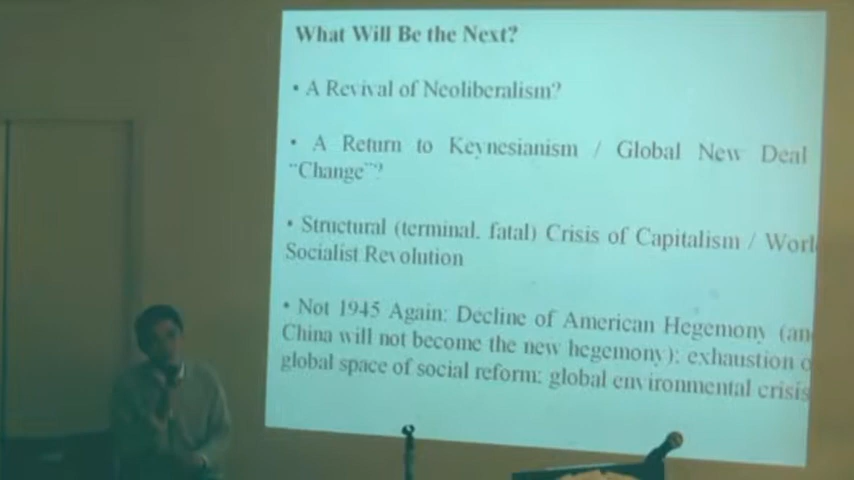 What Will Be the Next?
• A Revival of Neoliberalism?
• A Return to Keynesianism / Global New Deal
“Change”?
• Structural (terminal, fatal) Crisis of Capitalism / Worl
Socialist Revolution
• Not 1945 Again: Decline of American Hegemony (an
China will not become the new hegemony); exhaustion o
global space of social reform; global environmental crisis